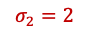 σ₂ = 2